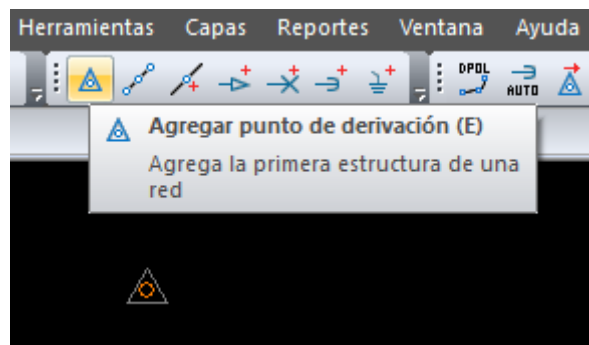 Herramientas Capas Reportes Ventana Ayuda
DPOL
AUTO
Agregar punto de derivación (E)
Agrega la primera estructura de una
red